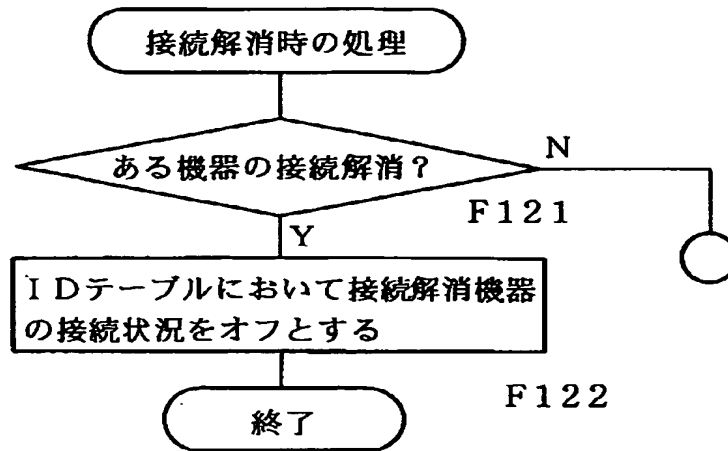 接続解消時の処理
ある機器の接続解消？
N
F121
Y
IDテーブルにおいて接続解消機器
の接続状況をオフとする
F122
終了